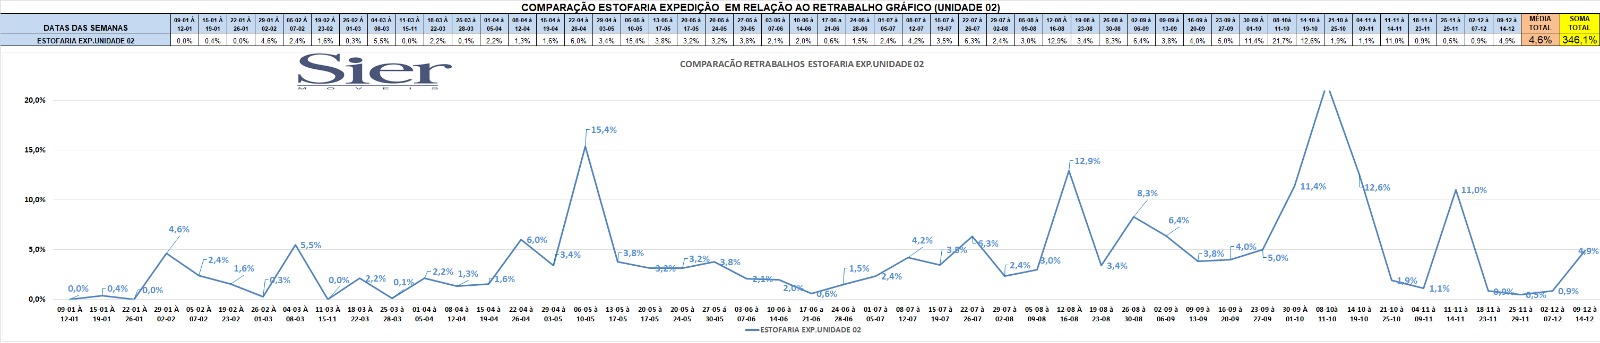 COMPARAÇÃO ESTOFARIA EXPEDIÇÃO EM RELAÇÃO AO RETRABALHO GRÁFICO (UNIDADE 02)
DATAS DAS SEMANAS 09-01 À 12-01 15-01 À 19-01 22-01 À 26-01 29-01 À 02-02 05-02 À 07-02 19-02 À 23-02 26-02 À 01-03 04-03 À 08-03 11-03 À 15-11 18-03 À 22-03 25-03 À 28-03 01-04 à 05-04 08-04 à 12-04 15-04 à 19-04 22-04 à 26-04 29-04 à 03-05 06-05 à 10-05 13-05 à 17-05 20-05 à 24-05 27-05 à 30-05 03-06 à 07-06 10-06 à 14-06 17-06 à 21-06 24-06 à 28-06 01-07 à 05-07 08-07 à 12-07 15-07 à 19-07 22-07 à 26-07 29-07 à 02-08 05-08 à 09-08 12-08 à 16-08 19-08 à 23-08 26-08 à 30-08 02-09 à 06-09 09-09 à 13-09 16-09 à 20-09 23-09 à 27-09 30-09 à 01-10 08-10à 11-10 14-10 à 19-10 21-10 à 25-10 04-11 à 08-11 11-11 à 14-11 18-11 à 23-11 25-11 à 29-11 02-12 à 07-12 09-12 à 14-12 MÉDIA TOTAL SOMA TOTAL
ESTOFARIA EXP.UNIDADE 02 0,0% 0,4% 0,0% 4,6% 2,4% 1,6% 0,3% 5,5% 0,0% 2,2% 0,1% 2,2% 1,3% 1,6% 6,0% 3,4% 15,4% 3,8% 3,2% 3,2% 3,8% 2,1% 2,0% 0,6% 1,5% 2,4% 4,2% 3,5% 6,3% 2,4% 3,0% 12,9% 3,4% 8,3% 6,4% 3,8% 4,0% 5,0% 11,4% 21,7% 12,6% 1,9% 1,1% 11,0% 0,9% 0,5% 0,9% 4,9% 4,6% 346,1%
Sier
MÓVEIS
COMPARAÇÃO RETRABALHOS ESTOFARIA EXP.UNIDADE 02
20,0%
15,0%
10,0%
5,0%
0,0%
0,0% 0,4% 0,0% 4,6% 2,4% 1,6% 0,3% 5,5% 0,0% 2,2% 0,1% 2,2% 1,3% 1,6% 6,0% 3,4% 15,4% 3,8% 3,2% 3,2% 3,8% 2,1% 2,0% 0,6% 1,5% 2,4% 4,2% 3,5% 6,3% 2,4% 3,0% 12,9% 3,4% 8,3% 6,4% 3,8% 4,0% 5,0% 11,4% 12,6% 1,9% 1,1% 11,0% 0,9% 0,5% 0,9% 4,9%
09-01 À 15-01 À 22-01 À 29-01 À 05-02 À 19-02 À 26-02 À 04-03 À 11-03 À 18-03 À 25-03 À 01-04 à 08-04 à 15-04 à 22-04 à 29-04 à 06-05 à 13-05 à 20-05 à 27-05 à 03-06 à 10-06 à 17-06 à 24-06 à 01-07 à 08-07 à 15-07 à 22-07 à 29-07 à 05-08 à 12-08 à 19-08 à 26-08 à 02-09 à 09-09 à 16-09 à 23-09 à 30-09 à 08-10à 14-10 à 21-10 à 04-11 à 11-11 à 18-11 à 25-11 à 02-12 à 09-12 à
12-01 19-01 26-01 02-02 07-02 23-02 01-03 08-03 15-11 22-03 28-03 05-04 12-04 19-04 26-04 03-05 10-05 17-05 24-05 30-05 07-06 14-06 21-06 28-06 05-07 12-07 19-07 26-07 02-08 09-08 16-08 23-08 30-08 06-09 13-09 20-09 27-09 01-10 11-10 19-10 25-10 08-11 14-11 23-11 29-11 07-12 14-12
ESTOFARIA EXP.UNIDADE 02